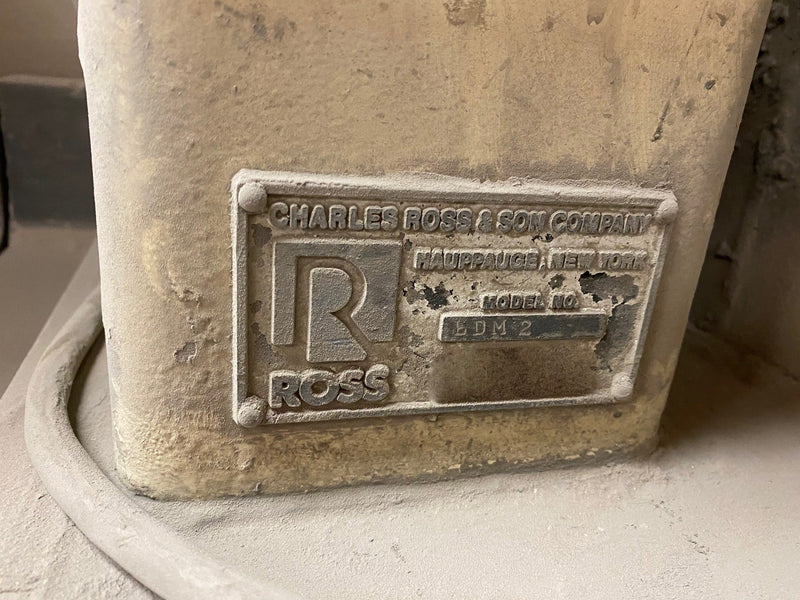 CHARLES ROSS & SON COMPANY
HAUPPAUGE, NEW YORK
MODEL NO.
LDM 2
R
ROSS